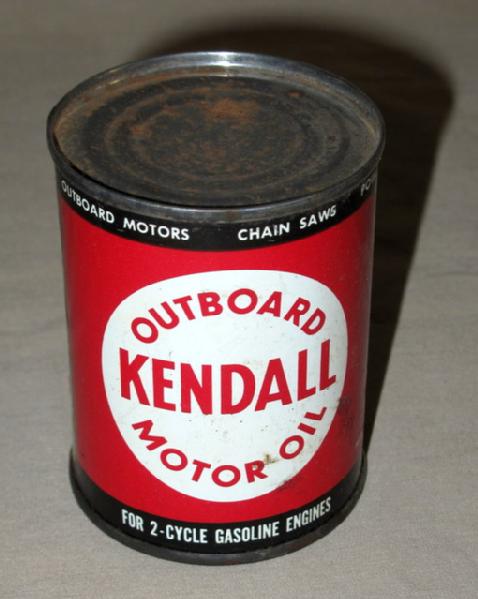 OUTBOARD MOTORS CHAIN SAWS
OUTBOARD
KENDALL
MOTOR OIL
FOR 2-CYCLE GASOLINE ENGINES